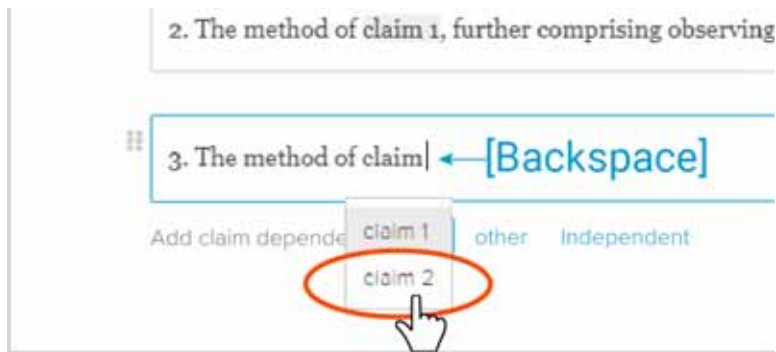 2. The method of claim 1, further comprising observing
3. The method of claim [Backspace]
Add claim depende claim 1 other Independent
claim 2